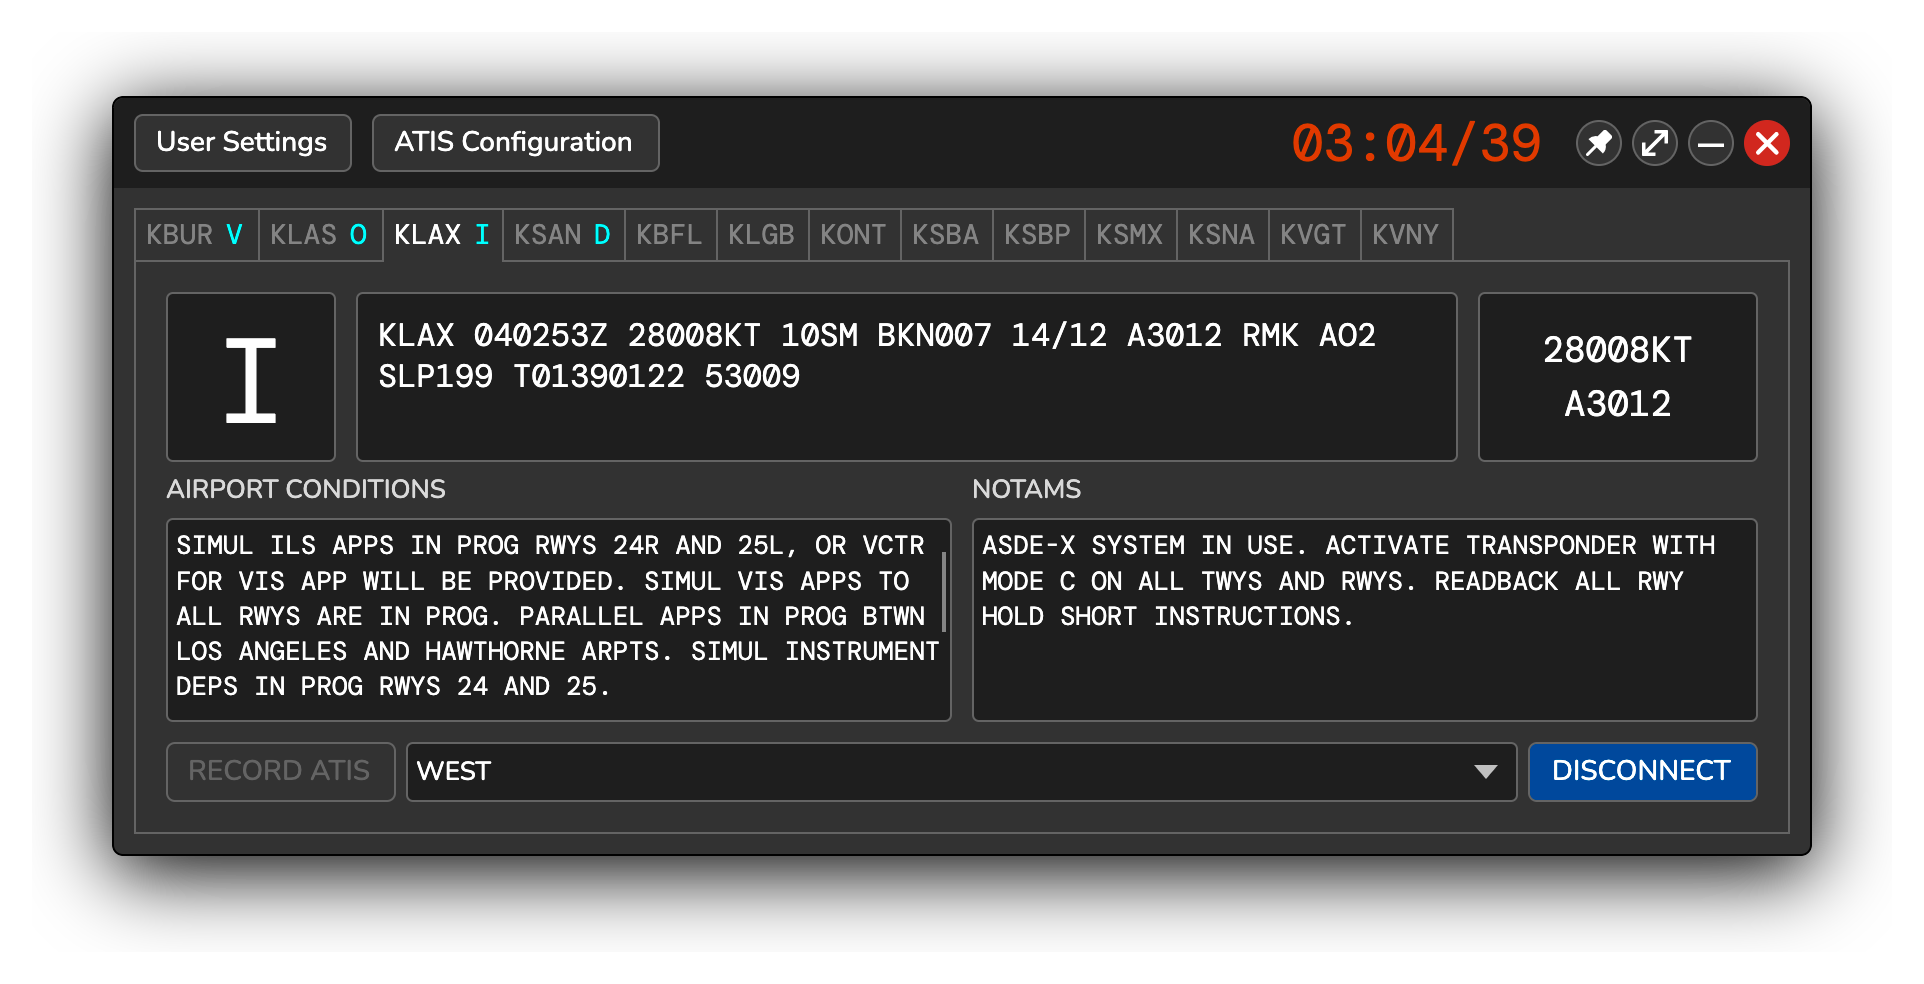 User Settings ATIS Configuration 03:04/39
KBUR V KLAS O KLAX I KSAN D KBFL KLGB KONT KSBA KSBP KSMX KSNA KVGT KVNY
I
KLAX 040253Z 28008KT 10SM BKN007 14/12 A3012 RMK AO2
SLP199 T01390122 53009
28008KT
A3012
AIRPORT CONDITIONS
SIMUL ILS APPS IN PROG RWYS 24R AND 25L, OR VCTR
FOR VIS APP WILL BE PROVIDED. SIMUL VIS APPS TO
ALL RWYS ARE IN PROG. PARALLEL APPS IN PROG BTWN
LOS ANGELES AND HAWTHORNE ARPTS. SIMUL INSTRUMENT
DEPS IN PROG RWYS 24 AND 25.
NOTAMS
ASDE-X SYSTEM IN USE. ACTIVATE TRANSPONDER WITH
MODE C ON ALL TWYS AND RWYS. READBACK ALL RWY
HOLD SHORT INSTRUCTIONS.
RECORD ATIS WEST DISCONNECT